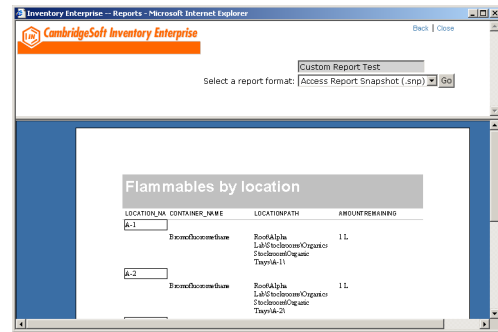 Inventory Enterprise -- Reports - Microsoft Internet Explorer
CambridgeSoft Inventory Enterprise
Back | Close
Custom Report Test
Select a report format: Access Report Snapshot (.snp) Go
Flammables by location
LOCATION_NA CONTAINER_NAME LOCATIONPATH AMOUNTREMAINING
A-1
Bromofluoromethane Root\Alpha 1 L
Lab\Stockrooms\Organics
Stockroom\Organic
Trays\A-1\
A-2
Bromofluoromethane Root\Alpha 1 L
Lab\Stockrooms\Organics
Stockroom\Organic
Trays\A-2\